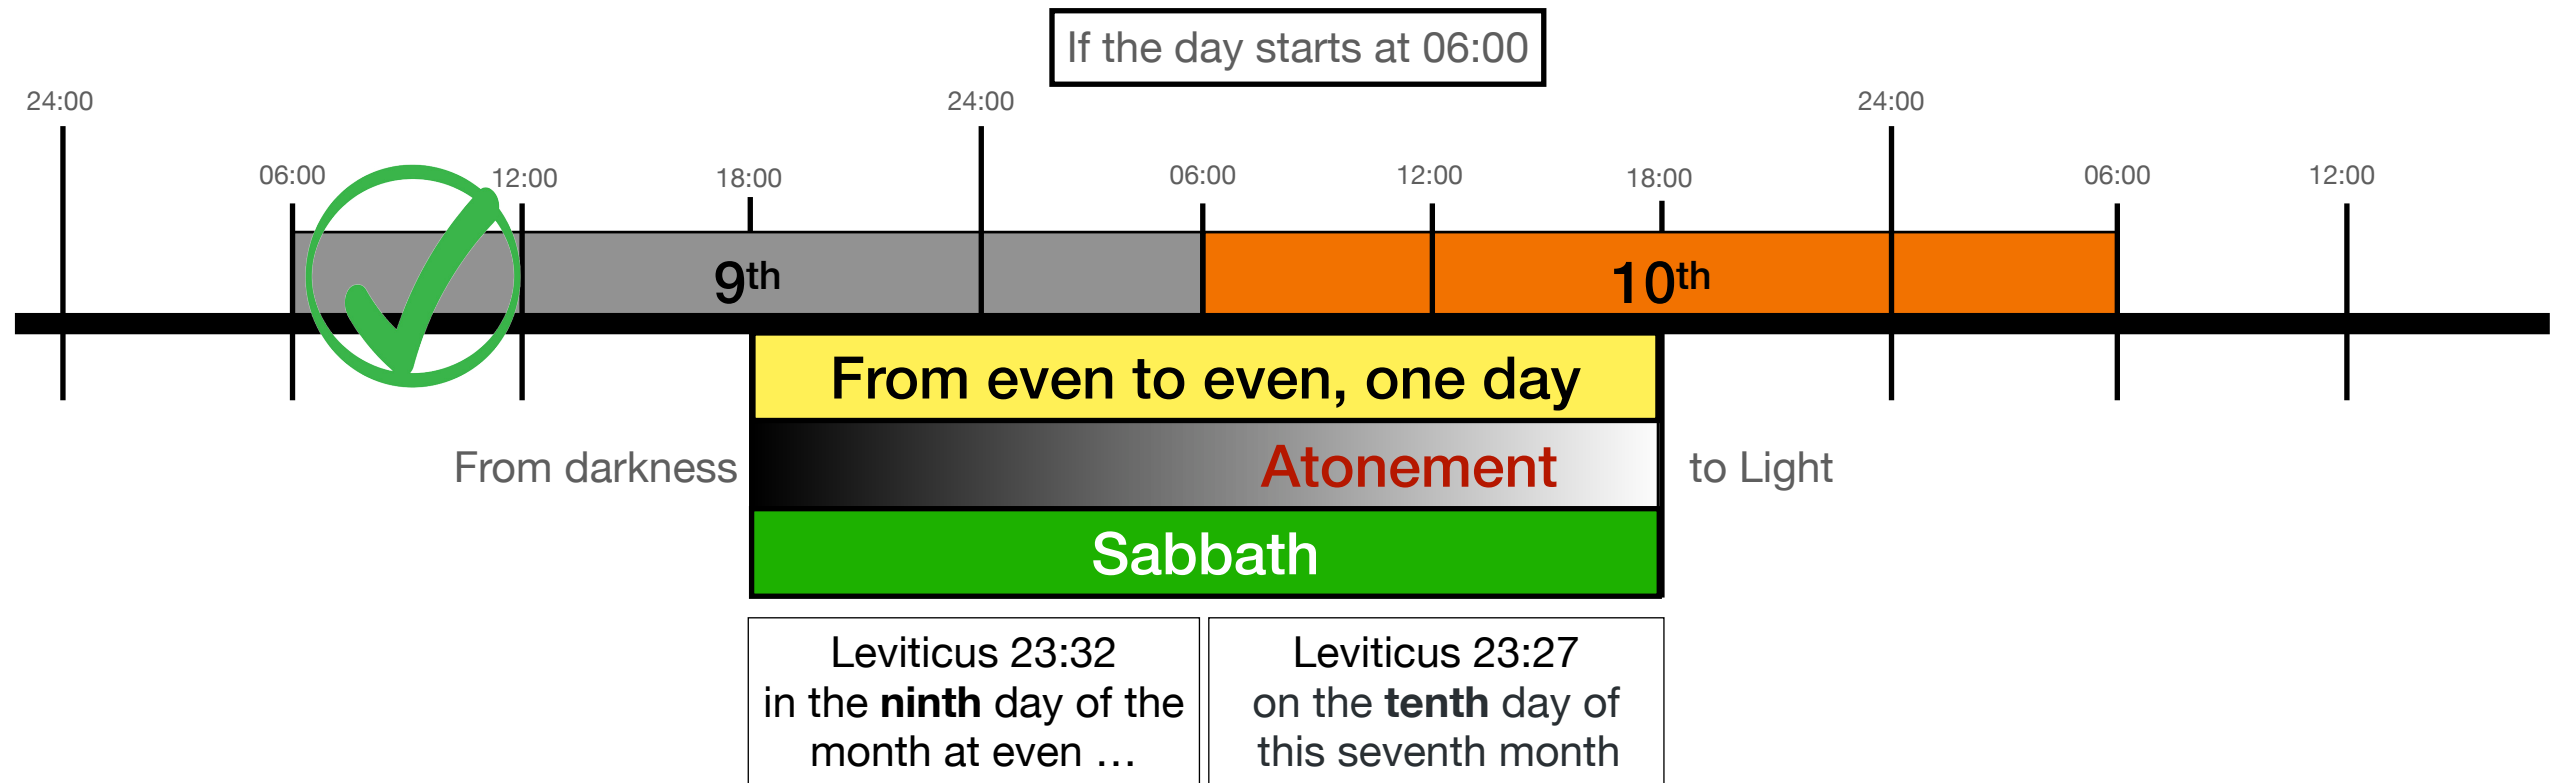 If the day starts at 06:00
24:00
24:00
24:00
06:00
12:00
18:00
06:00
12:00
18:00
06:00
12:00
9th
10th
From even to even, one day
From darkness
Atonement
to Light
Sabbath
Leviticus 23:32
in the ninth day of the
month at even …
Leviticus 23:27
on the tenth day of
this seventh month